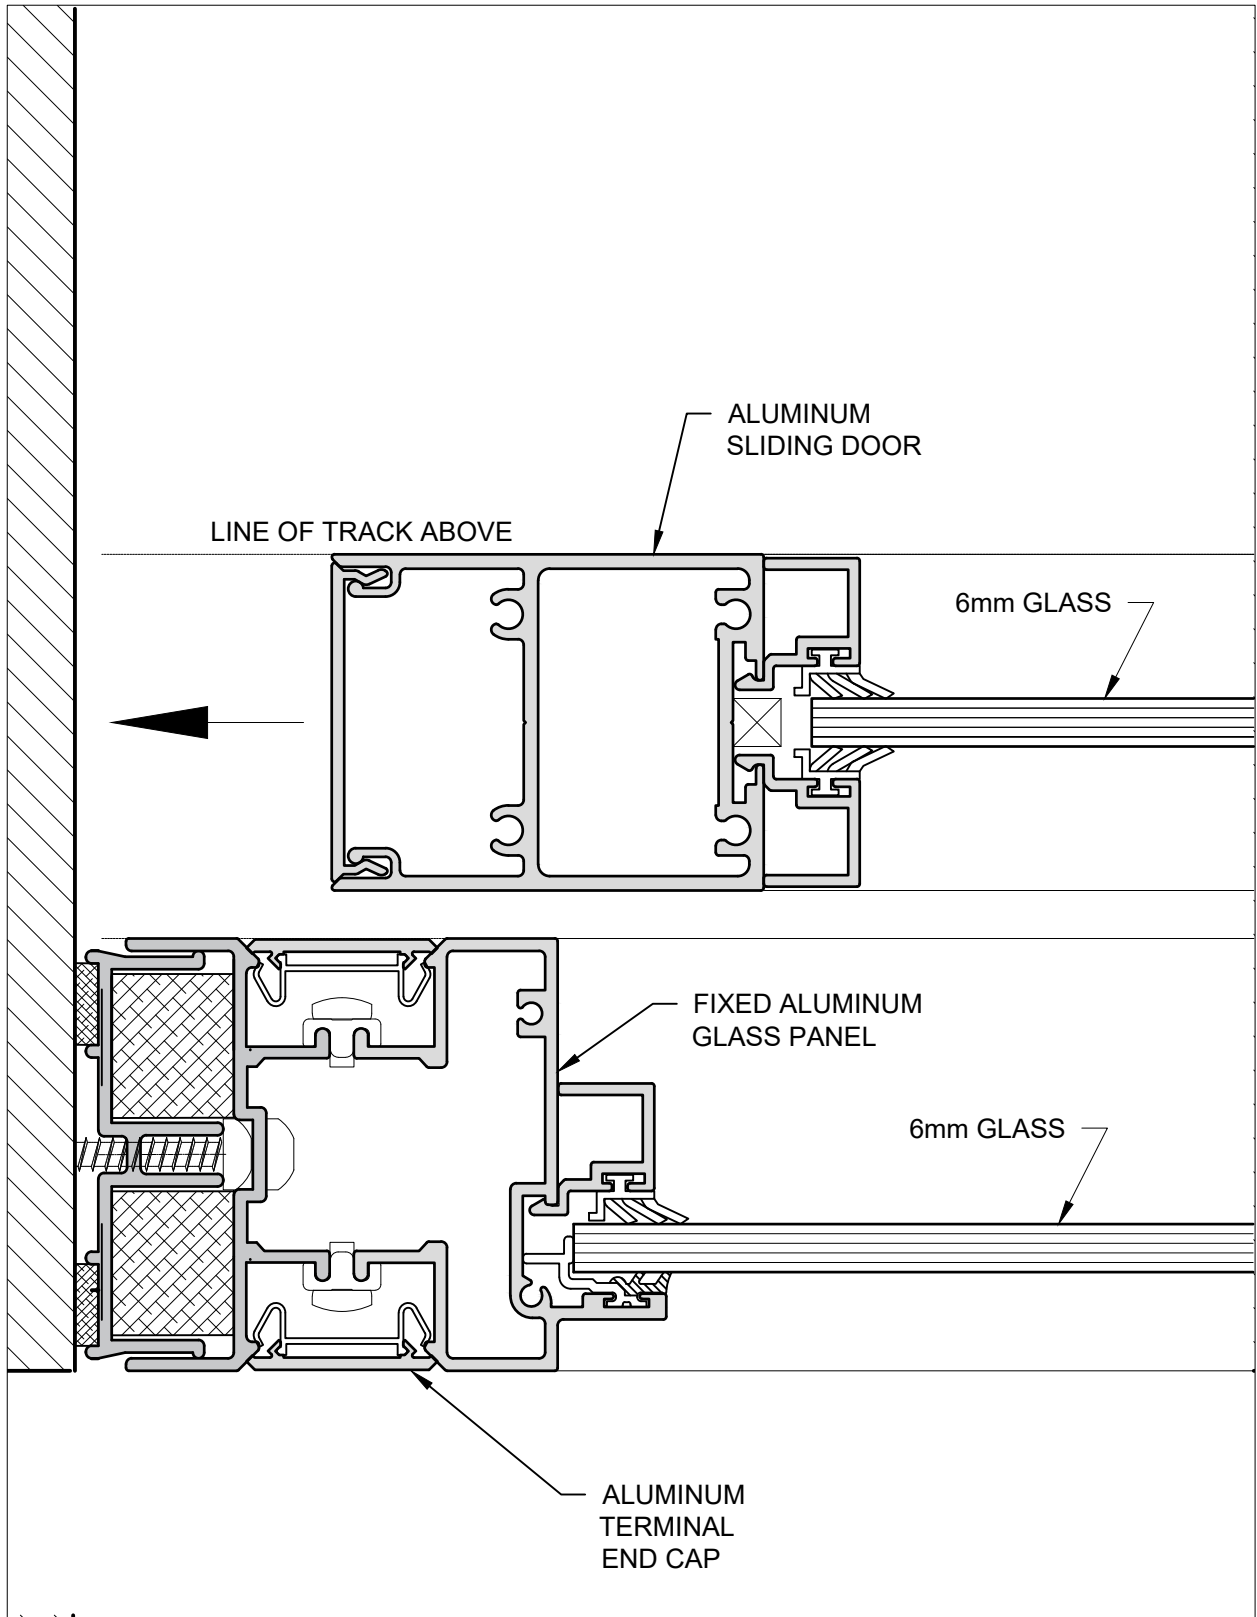 ALUMINUM
SLIDING DOOR
LINE OF TRACK ABOVE
6mm GLASS
FIXED ALUMINUM
GLASS PANEL
6mm GLASS
ALUMINUM
TERMINAL
END CAP